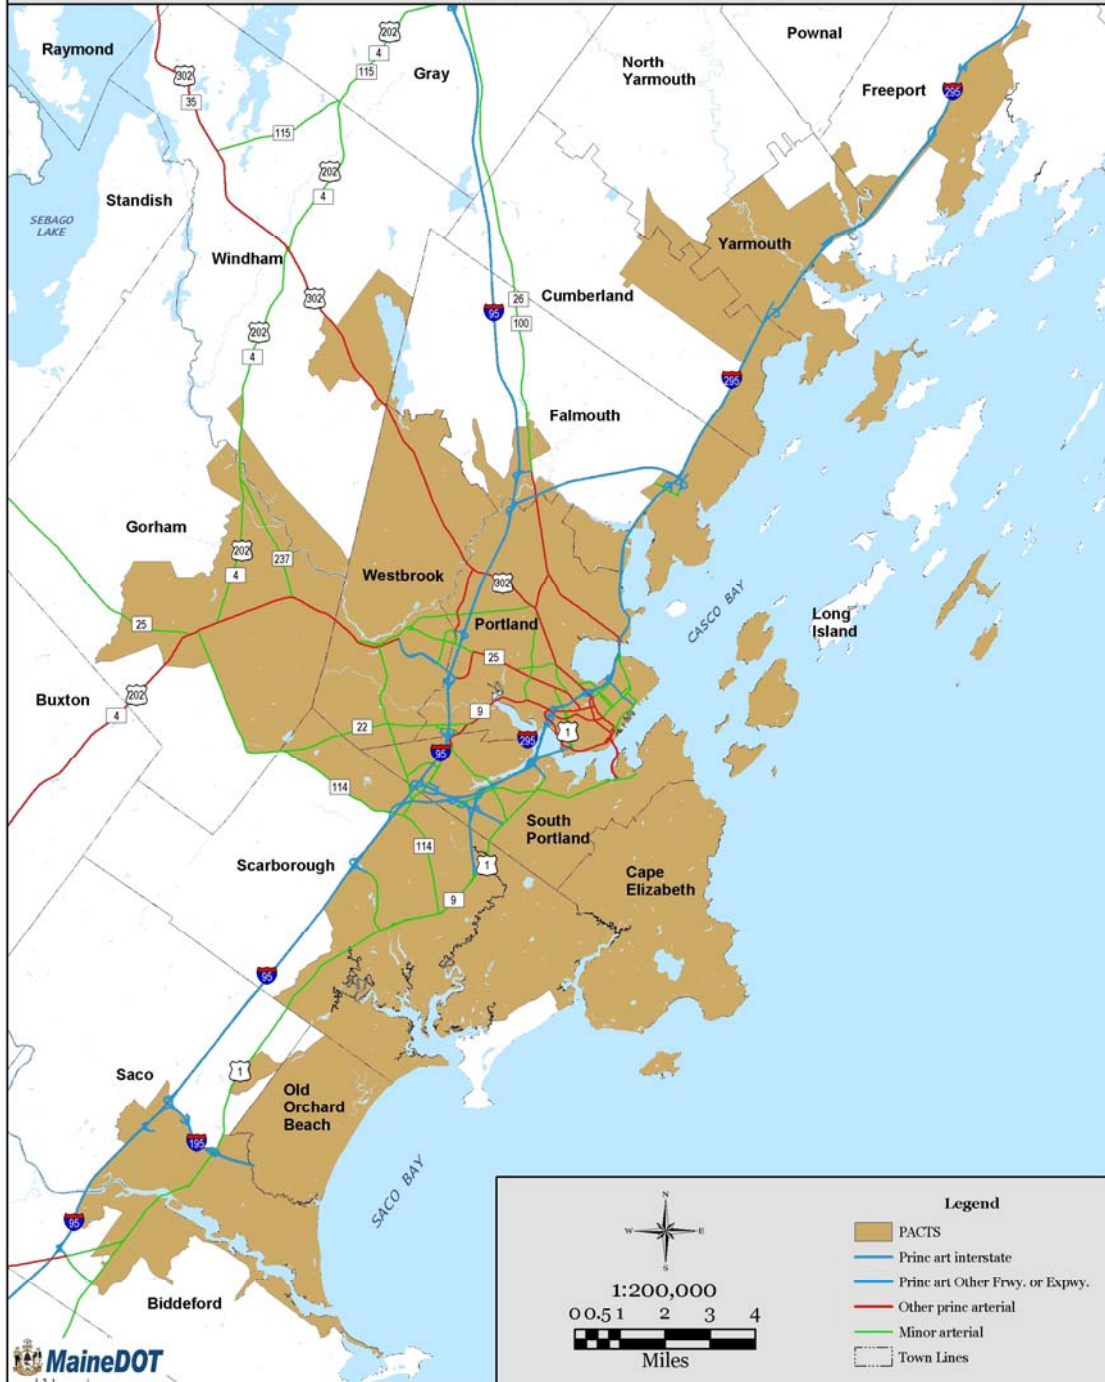 202
Raymond
4
Pownal
Gray
North
Yarmouth
115
302
35
Freeport
295
115
202
4
Standish
SEBAGO
LAKE
Yarmouth
Windham
302
Cumberland
26
95
100
202
4
295
Falmouth
Gorham
202
237
4
Westbrook
302
CASCO BAY
Long
Island
25
Portland
25
Buxton
202
4
9
22
1
295
95
114
South
Portland
114
Scarborough
1
Cape
Elizabeth
9
95
1
Saco
Old
Orchard
Beach
195
SACO BAY
95
Biddeford
MaineDOT
N
W E
S
1:200,000
0 0.5 1 2 3 4
Miles
Legend
PACTS
Princ art interstate
Princ art Other Frwy. or Expwy.
Other princ arterial
Minor arterial
Town Lines